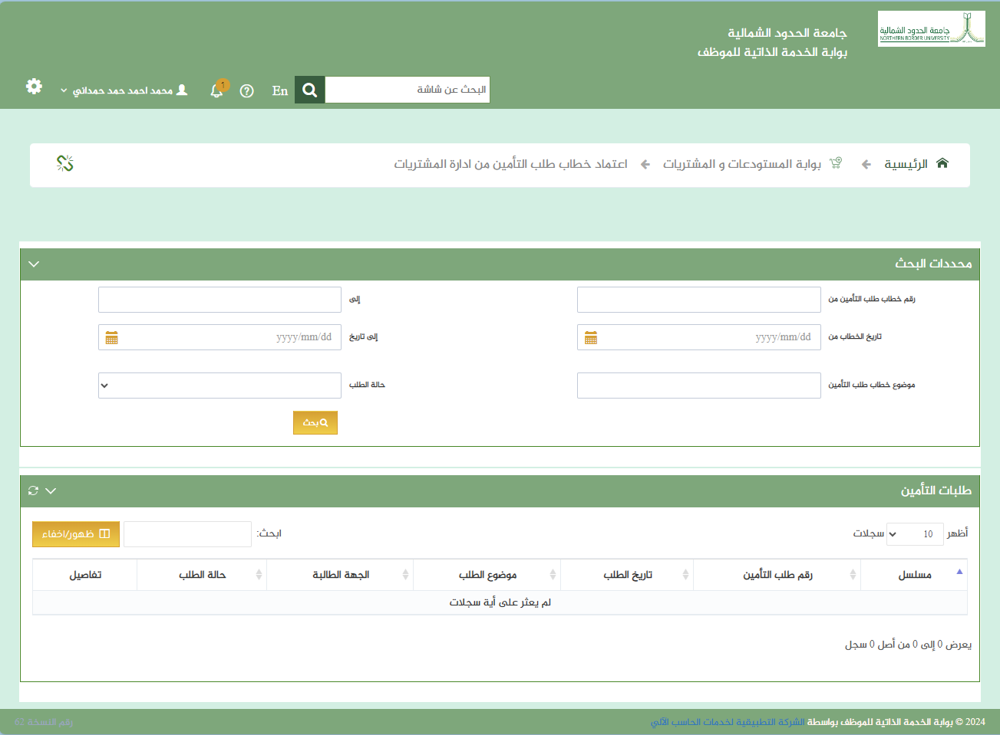 جامعة الحدود الشمالية
NORTHERN BORDER UNIVERSITY
جامعة الحدود الشمالية
بوابة الخدمة الذاتية للموظف
البحث عن شاشة
En
1
محمد احمد حمد حمداني
الرئيسية
بوابة المستودعات و المشتريات
اعتماد خطاب طلب التأمين من ادارة المشتريات
محددات البحث
رقم خطاب طلب التأمين من
إلى
تاريخ الخطاب من yyyy/mm/dd
إلى تاريخ yyyy/mm/dd
موضوع خطاب طلب التأمين
حالة الطلب
بحث
طلبات التأمين
أظهر 10 سجلات
ابحث:
ظهور/اخفاء
مسلسل رقم طلب التأمين تاريخ الطلب موضوع الطلب الجهة الطالبة حالة الطلب تفاصيل
لم يعثر على أية سجلات
يعرض 0 إلى 0 من أصل 0 سجل
2024 © بوابة الخدمة الذاتية للموظف بواسطة الشركة التطبيقية لخدمات الحاسب الآلي
رقم النسخة 62